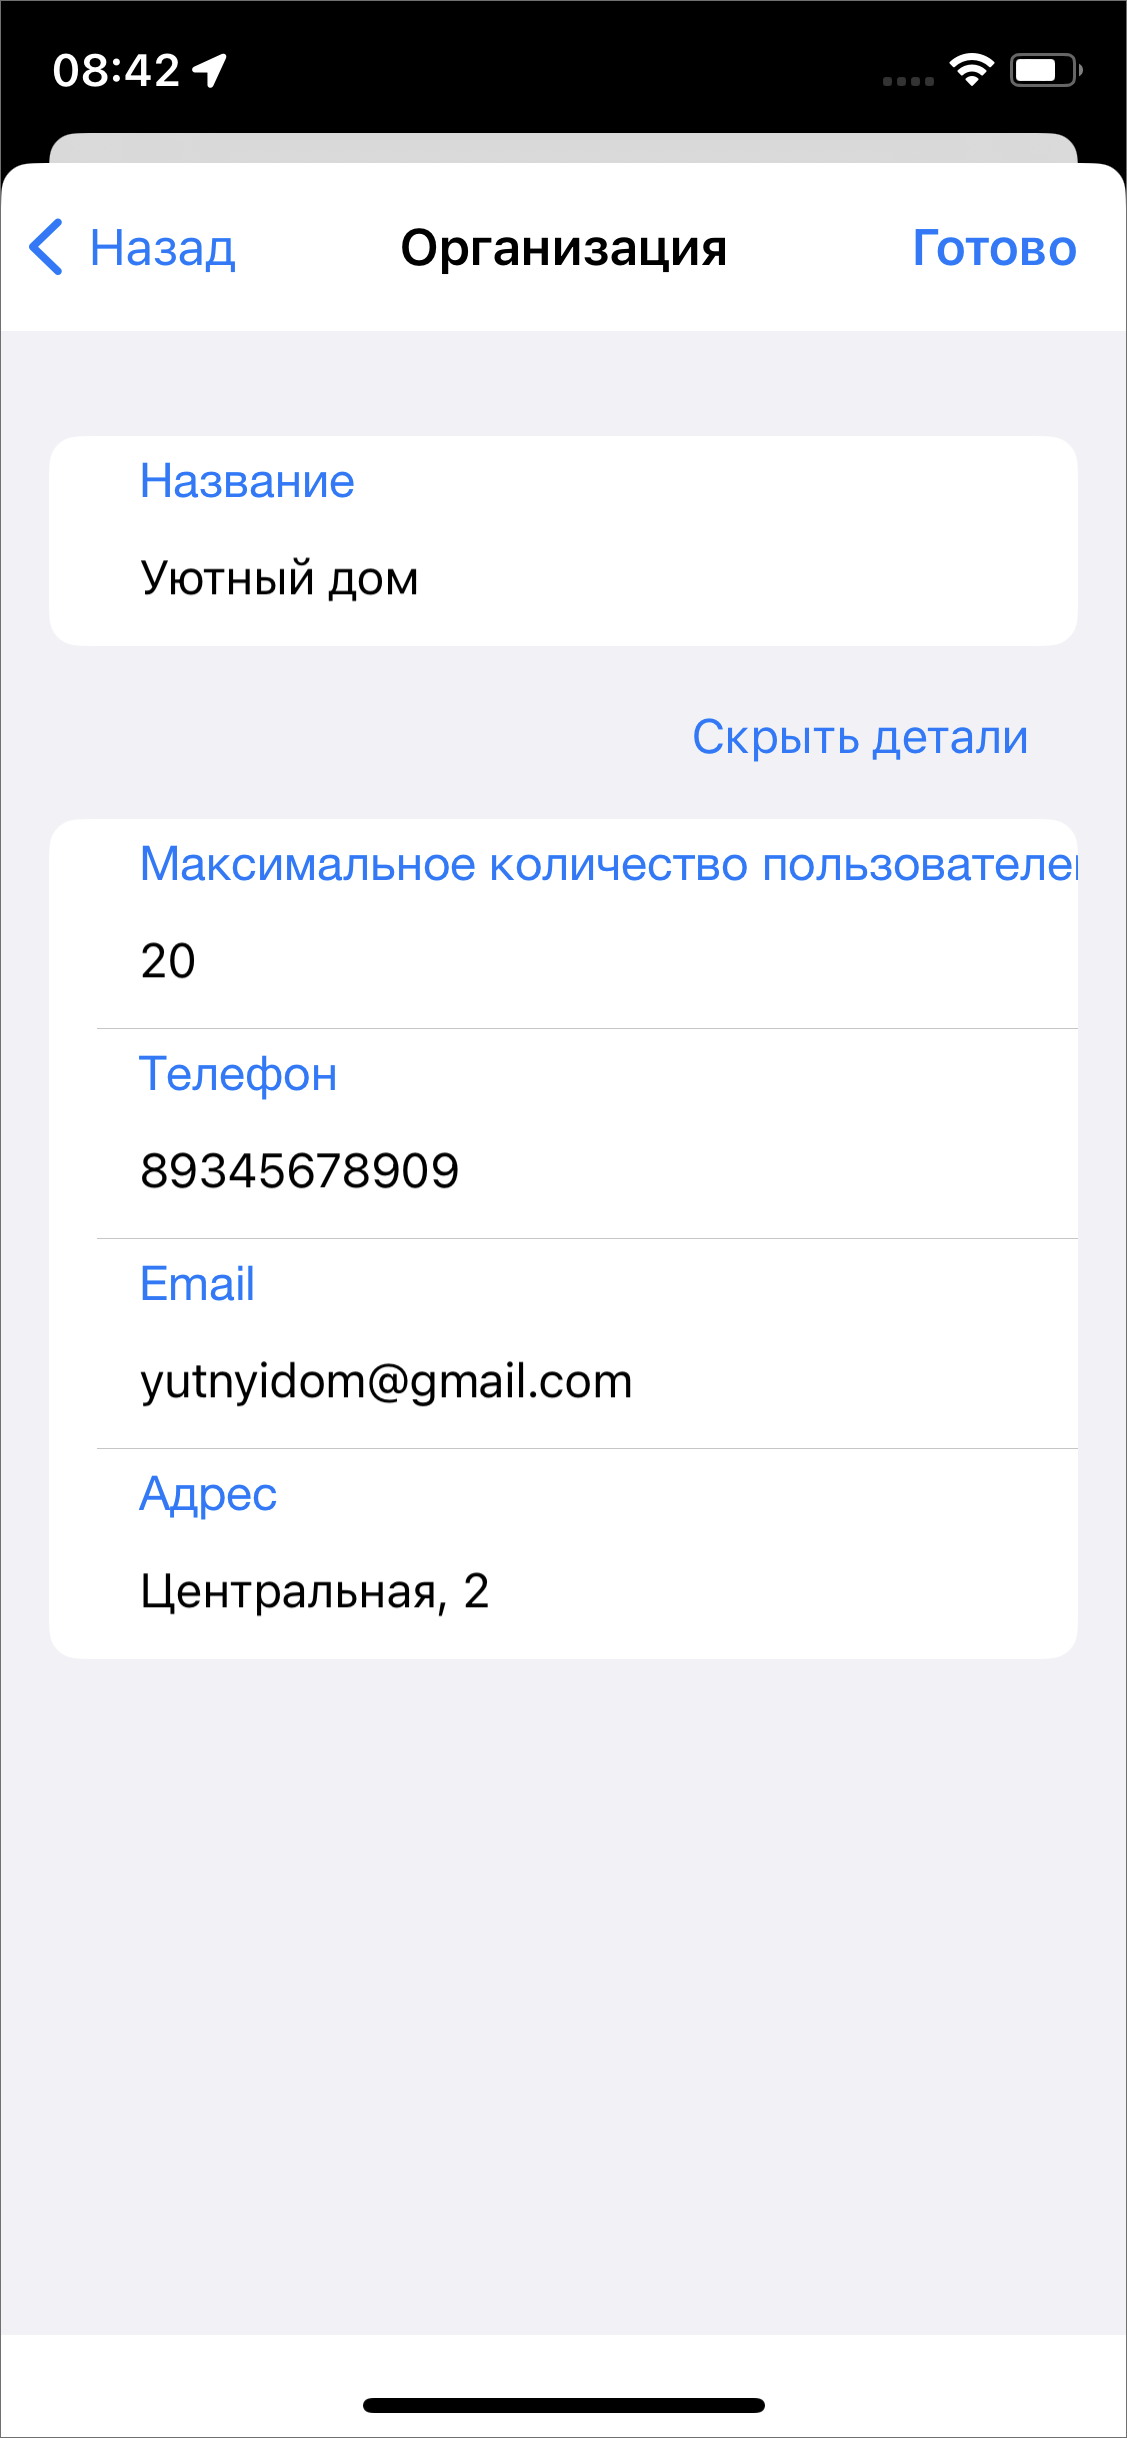 08:42
Назад
Организация
Готово
Название
Уютный дом
Скрыть детали
Максимальное количество пользователе
20
Телефон
89345678909
Email
yutnyidom@gmail.com
Адрес
Центральная, 2